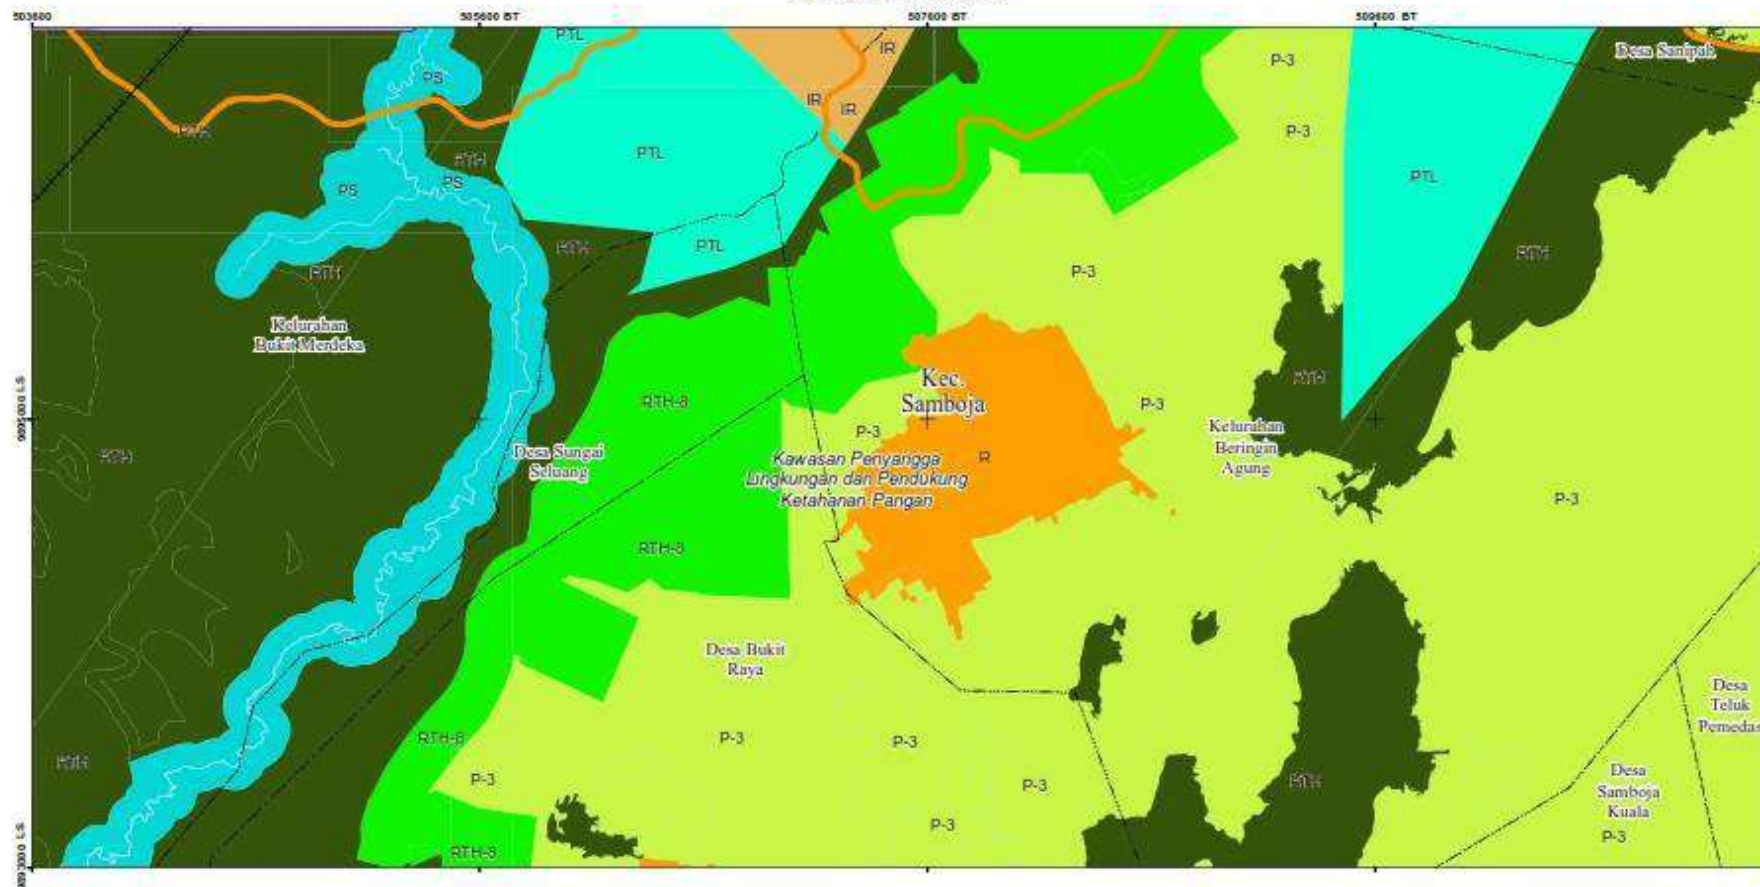 503600
505600 BT
507600 BT
509600 BT
PTL
IR
Desa Sanipah
P-3
PS
IR
IR
RTH
P-3
PTL
RTH
PS
PS
PTL
RTH
PTL
RTH
RTH
P-3
Kelurahan
Bukit Merdeka
Kec.
Samboja
RTH
RTH-8
P-3
P-3
Kelurahan
Beringin
Agung
RTH
Desa Sungai
Seluang
Kawasan Penyangga
Lingkungan dan Pendukung
Ketahanan Pangan
R
P-3
RTH-8
Desa Bukit
Raya
Desa
Teluk
Pemedas
RTH-8
P-3
P-3
RTH
P-3
P-3
RTH
Desa
Samboja
Kuala
P-3
P-3
RTH-8